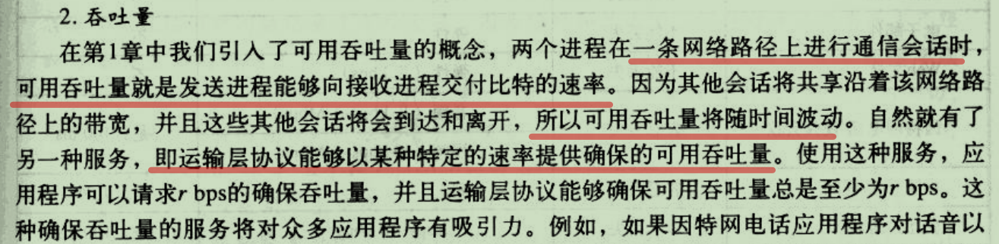 2. 吞吐量
在第1章中我们引入了可用吞吐量的概念，两个进程在一条网络路径上进行通信会话时，
可用吞吐量就是发送进程能够向接收进程交付比特的速率。因为其他会话将共享沿着该网络路
径上的带宽，并且这些其他会话将会到达和离开，所以可用吞吐量将随时间波动。自然就有了
另一种服务，即运输层协议能够以某种特定的速率提供确保的可用吞吐量。使用这种服务，应
用程序可以请求r bps的确保吞吐量，并且运输层协议能够确保可用吞吐量总是至少为r bps。这
种确保吞吐量的服务将对众多应用程序有吸引力。例如，如果因特网电话应用程序对话音以